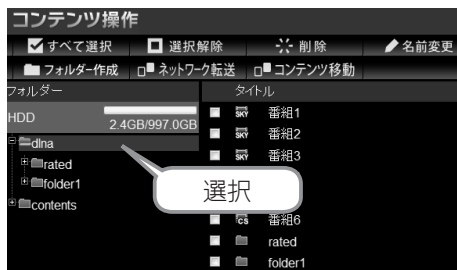 コンテンツ操作
すべて選択 選択解除 削除 名前変更
フォルダー作成 ネットワーク転送 コンテンツ移動
フォルダー タイトル
HDD 2.4GB/997.0GB
SKY 番組1
dlna
SKY 番組2
rated
SKY 番組3
folder1
選択
contents
CS 番組6
rated
folder1